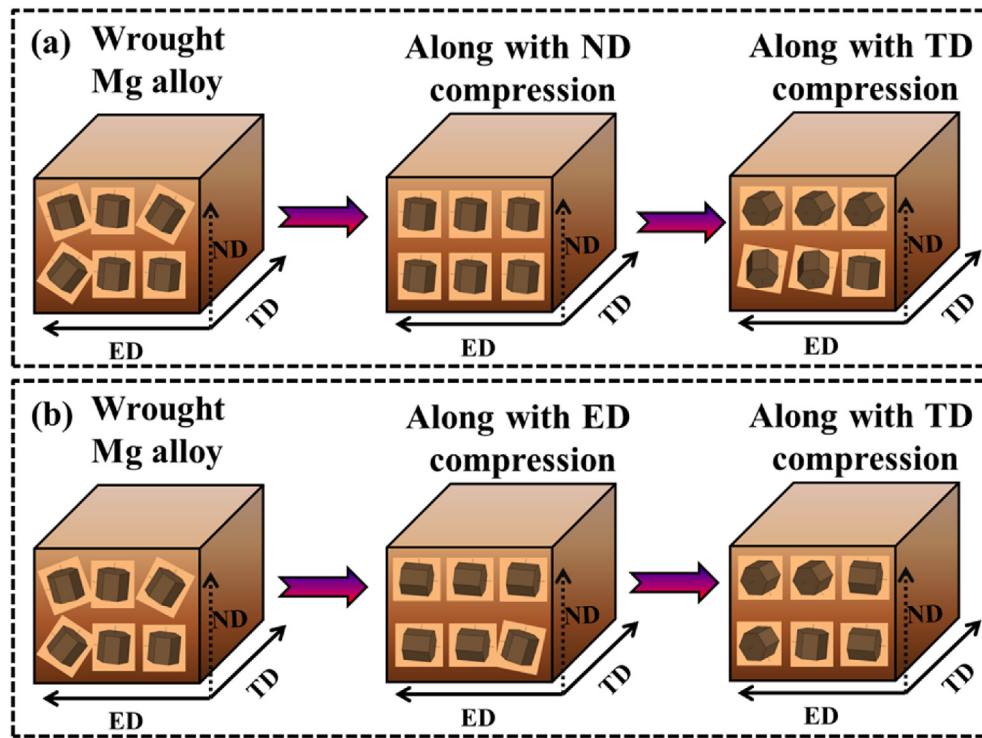 (a) Wrought
Mg alloy
Along with ND
compression
Along with TD
compression
ND
TD
ED
ND
TD
ED
ND
TD
ED
(b) Wrought
Mg alloy
Along with ED
compression
Along with TD
compression
ND
TD
ED
ND
TD
ED
ND
TD
ED